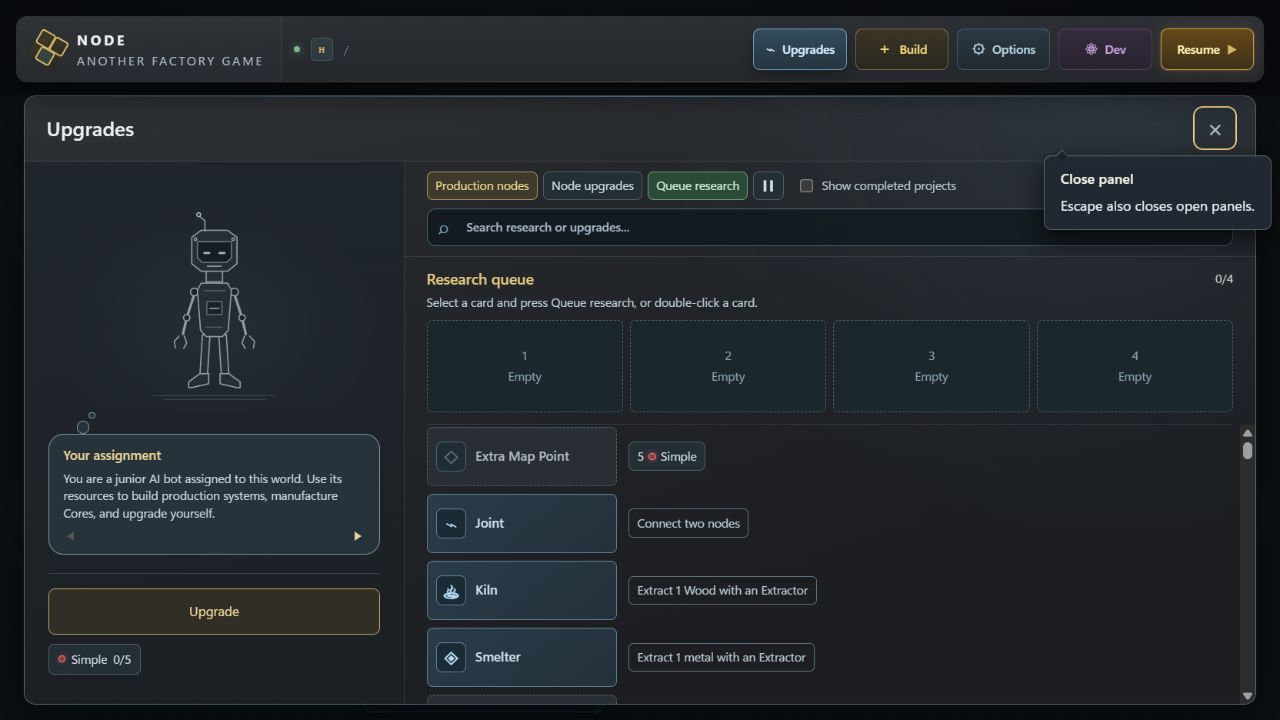 NODE
ANOTHER FACTORY GAME
H /
Upgrades
+ Build
Options
Dev
Resume
Upgrades
Close panel
Escape also closes open panels.
Production nodes
Node upgrades
Queue research
Show completed projects
Search research or upgrades...
Research queue
0/4
Select a card and press Queue research, or double-click a card.
1
Empty
2
Empty
3
Empty
4
Empty
Your assignment
You are a junior AI bot assigned to this world. Use its
resources to build production systems, manufacture
Cores, and upgrade yourself.
Upgrade
Simple 0/5
Extra Map Point
5 Simple
Joint
Connect two nodes
Kiln
Extract 1 Wood with an Extractor
Smelter
Extract 1 metal with an Extractor